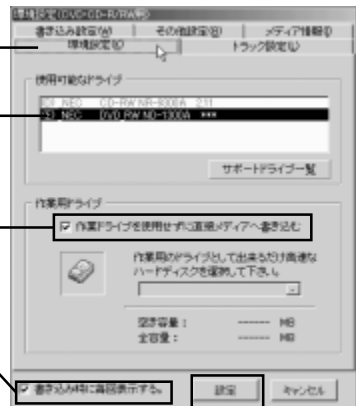 環境設定(DVD・CD-R/RA等)
書き込み設定(W) その他設定(B) メディア情報(I)
環境設定(V) トラック設定(L)
使用可能なドライブ
[D] NEC CD-RW NR-9300A 2.11
[E] NEC DVD_RW ND-1300A ***
サポートドライブ一覧
作業用ドライブ
作業ドライブを使用せずに直接メディアへ書き込む
作業用のドライブとして出来るだけ高速な
ハードディスクを選択して下さい。
空き容量： ------ MB
全容量： ------ MB
書き込み時に毎回表示する。 設定 キャンセル